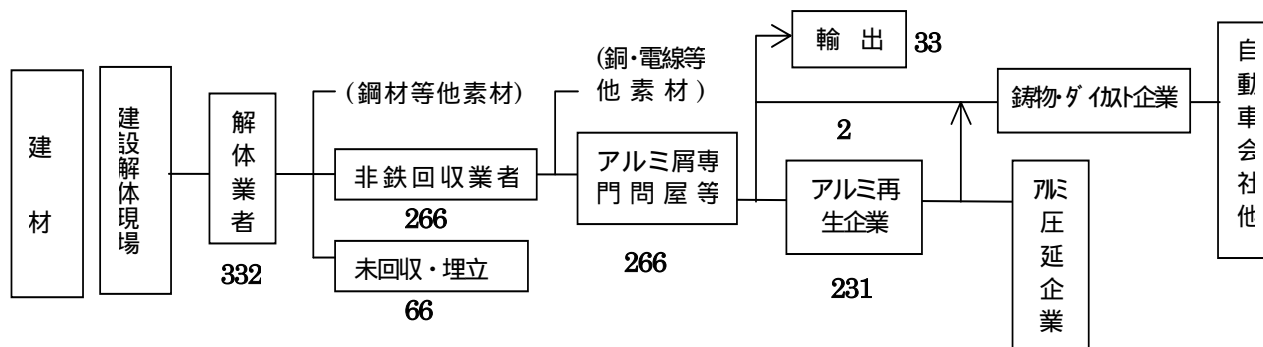 建材
建設解体現場
解体業者
332
(鋼材等他素材)
非鉄回収業者
266
未回収・埋立
66
(銅・電線等
他素材)
アルミ屑専
門問屋等
266
輸出
33
2
アルミ再
生企業
231
鋳物・ダイカスト企業
アルミ圧延企業
自動車会社他